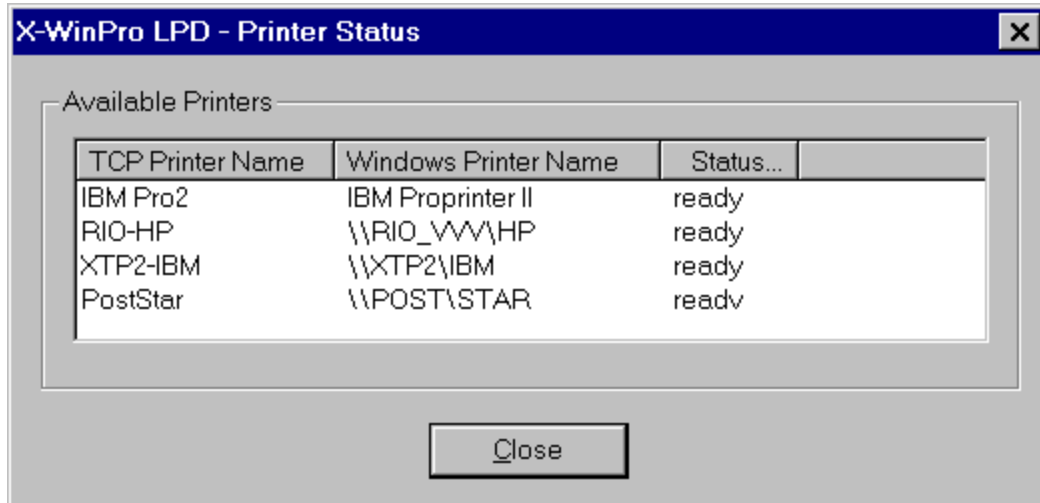 X-WinPro LPD - Printer Status
Available Printers
TCP Printer Name Windows Printer Name Status...
IBM Pro2 IBM Proprinter II ready
RIO-HP \\RIO_VVV\HP ready
XTP2-IBM \\XTP2\IBM ready
PostStar \\POST\STAR ready
Close